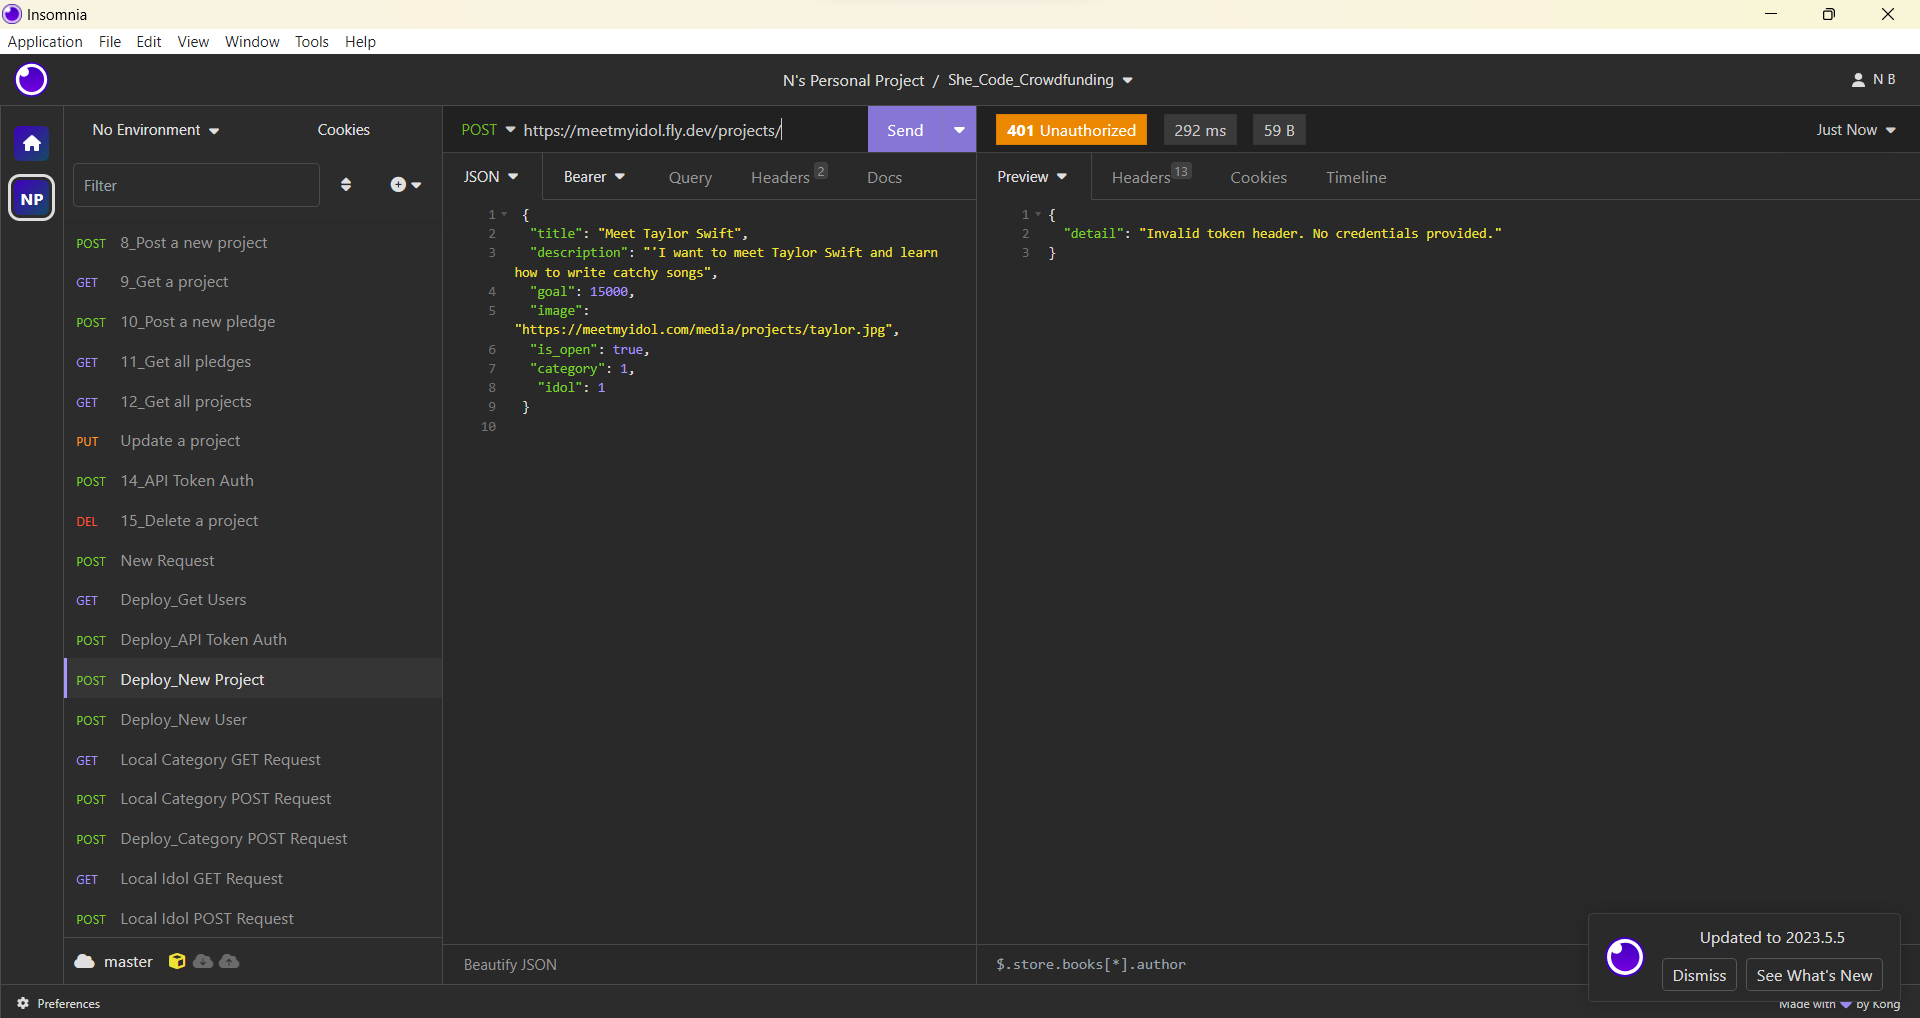 Insomnia
Application File Edit View Window Tools Help
N's Personal Project / She_Code_Crowdfunding
N B
No Environment
Cookies
POST https://meetmyidol.fly.dev/projects/
Send
401 Unauthorized
292 ms
59 B
Just Now
NP
Filter
JSON
Bearer
Query
Headers 2
Docs
Preview
Headers 13
Cookies
Timeline
POST 8_Post a new project
GET 9_Get a project
POST 10_Post a new pledge
GET 11_Get all pledges
GET 12_Get all projects
PUT Update a project
POST 14_API Token Auth
DEL 15_Delete a project
POST New Request
GET Deploy_Get Users
POST Deploy_API Token Auth
POST Deploy_New Project
POST Deploy_New User
GET Local Category GET Request
POST Local Category POST Request
POST Deploy_Category POST Request
GET Local Idol GET Request
POST Local Idol POST Request
master
1 {
2 "title": "Meet Taylor Swift",
3 "description": "'I want to meet Taylor Swift and learn
how to write catchy songs",
4 "goal": 15000,
5 "image":
"https://meetmyidol.com/media/projects/taylor.jpg",
6 "is_open": true,
7 "category": 1,
8 "idol": 1
9 }
10
Beautify JSON
1 {
2 "detail": "Invalid token header. No credentials provided."
3 }
$.store.books[*].author
Updated to 2023.5.5
Dismiss
See What's New
Preferences
Made with by Kong